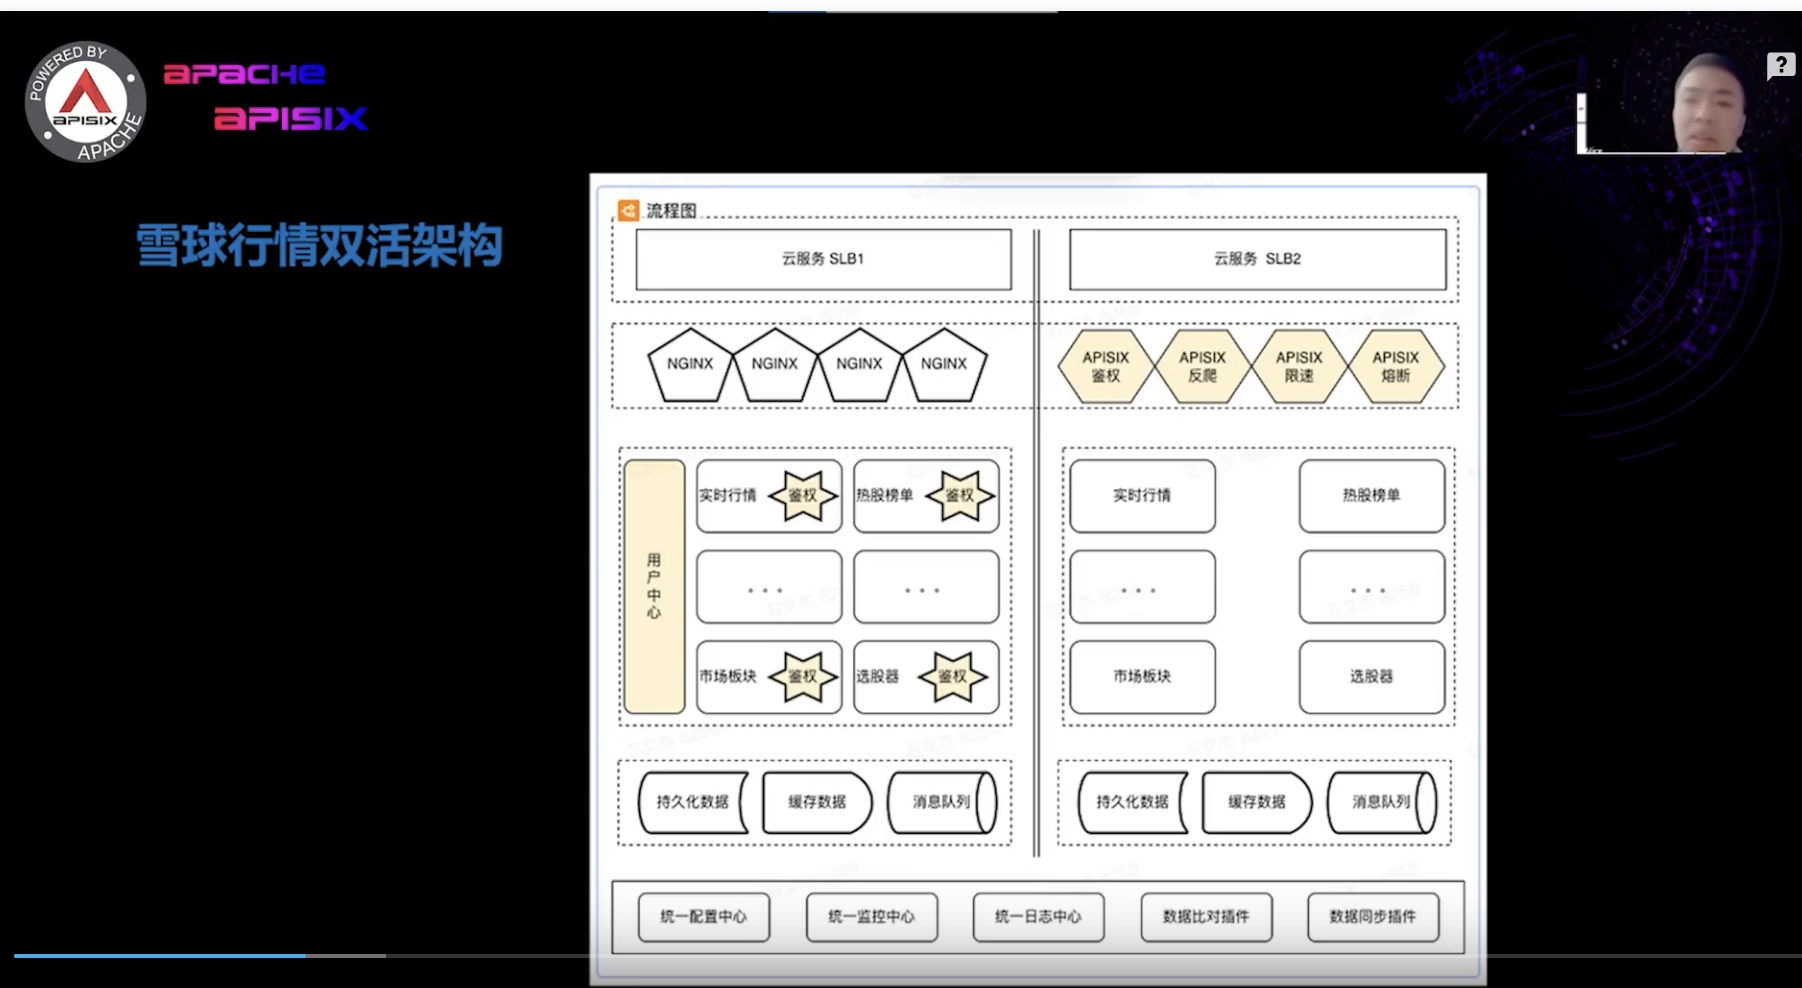 POWERED BY
APISIX
APACHE
APACHE
APISIX
?
雪球行情双活架构
流程图
云服务 SLB1
云服务 SLB2
NGINX
NGINX
NGINX
NGINX
APISIX
鉴权
APISIX
反爬
APISIX
限速
APISIX
熔断
用户中心
实时行情
鉴权
热股榜单
鉴权
...
...
市场板块
鉴权
选股器
鉴权
实时行情
热股榜单
...
...
市场板块
选股器
持久化数据
缓存数据
消息队列
持久化数据
缓存数据
消息队列
统一配置中心
统一监控中心
统一日志中心
数据比对插件
数据同步插件